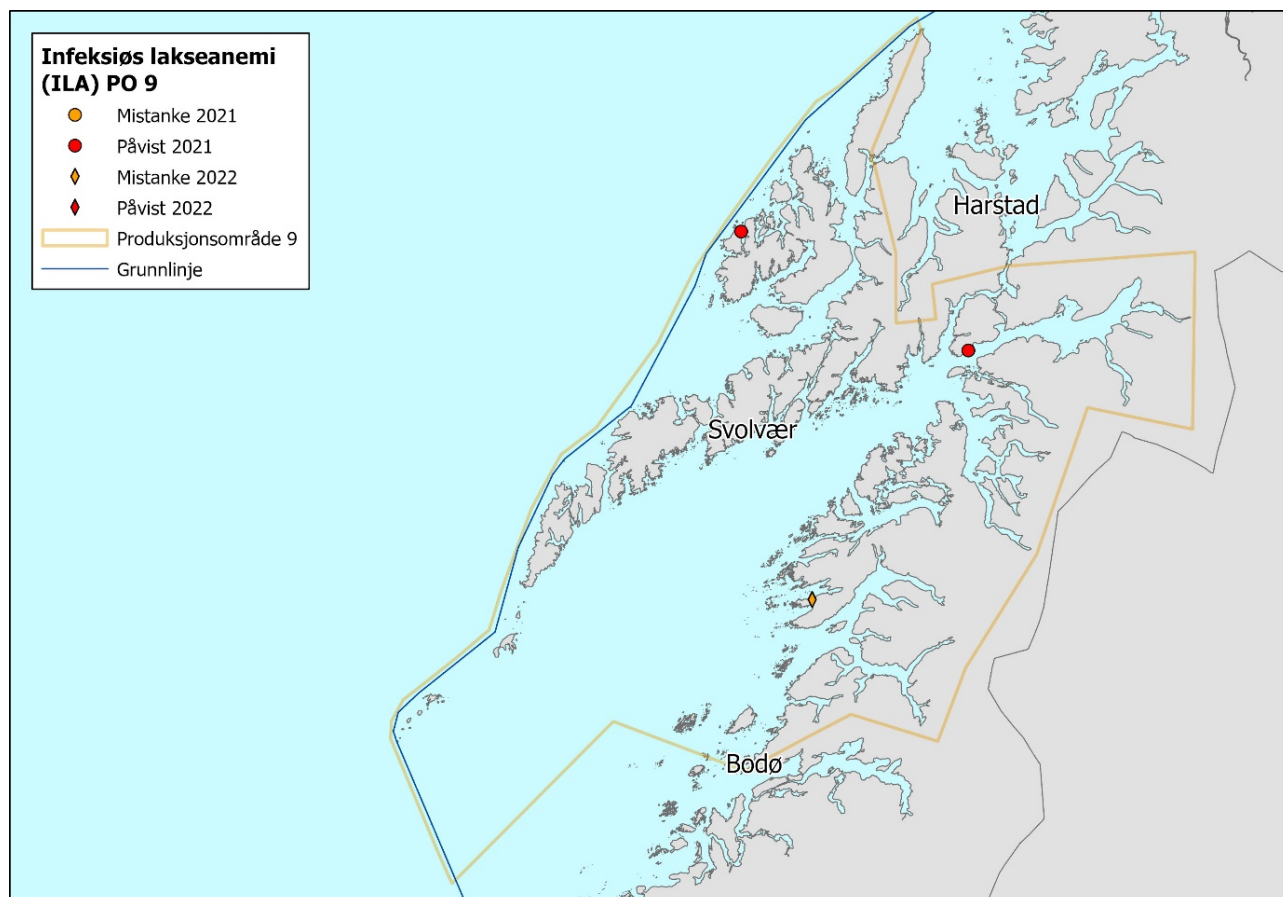 Infeksiøs lakseanemi
(ILA) PO 9
Mistanke 2021
Påvist 2021
Mistanke 2022
Påvist 2022
Produksjonsområde 9
Grunnlinje
Harstad
Svolvær
Bodø